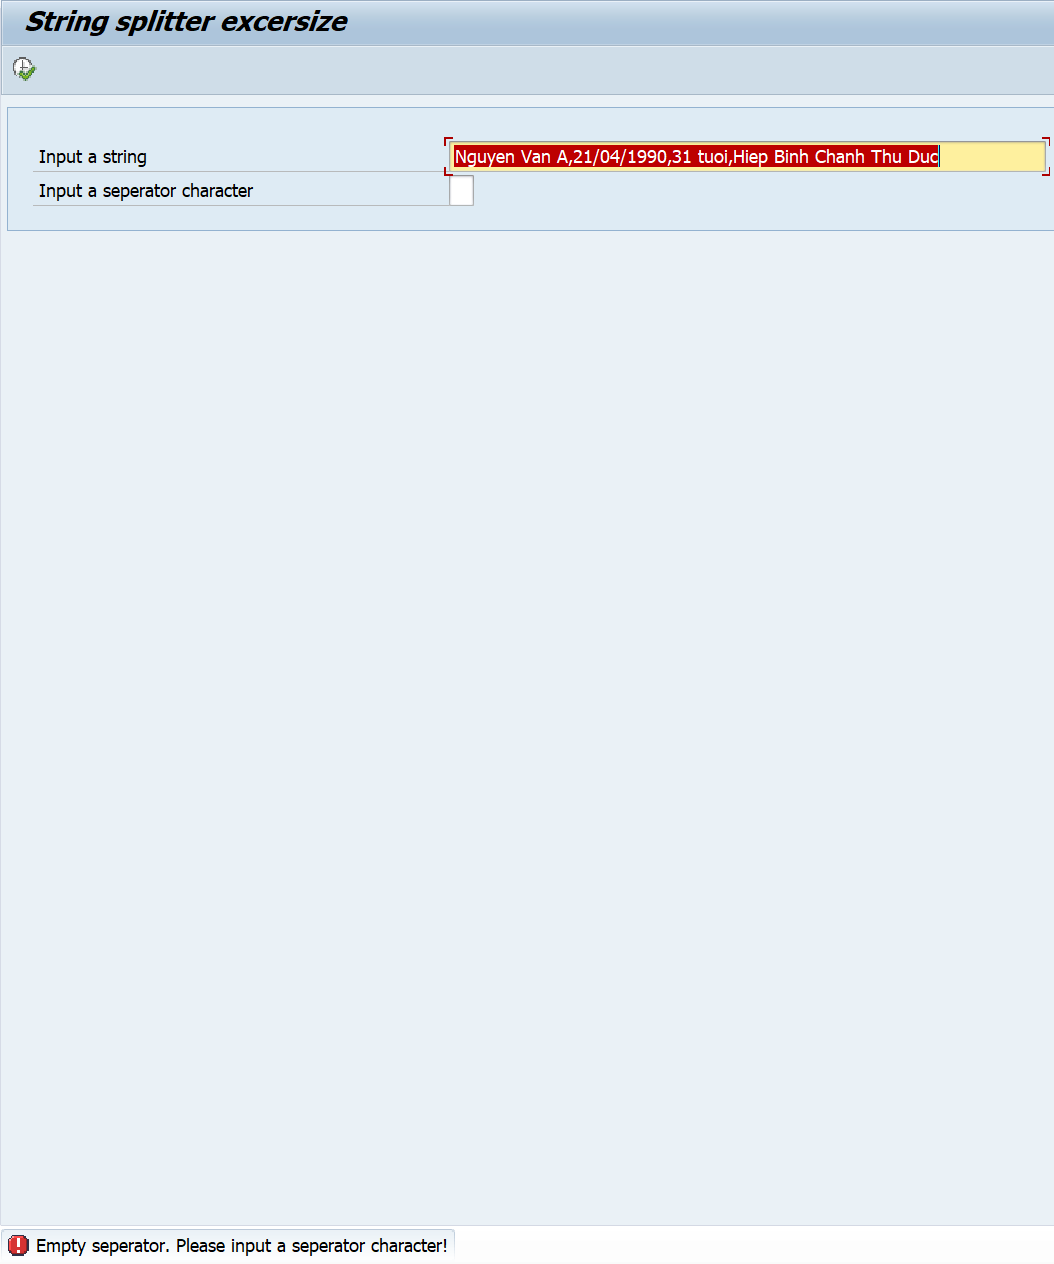 String splitter excersize
Input a string Nguyen Van A,21/04/1990,31 tuoi,Hiep Binh Chanh Thu Duc
Input a seperator character
Empty seperator. Please input a seperator character!